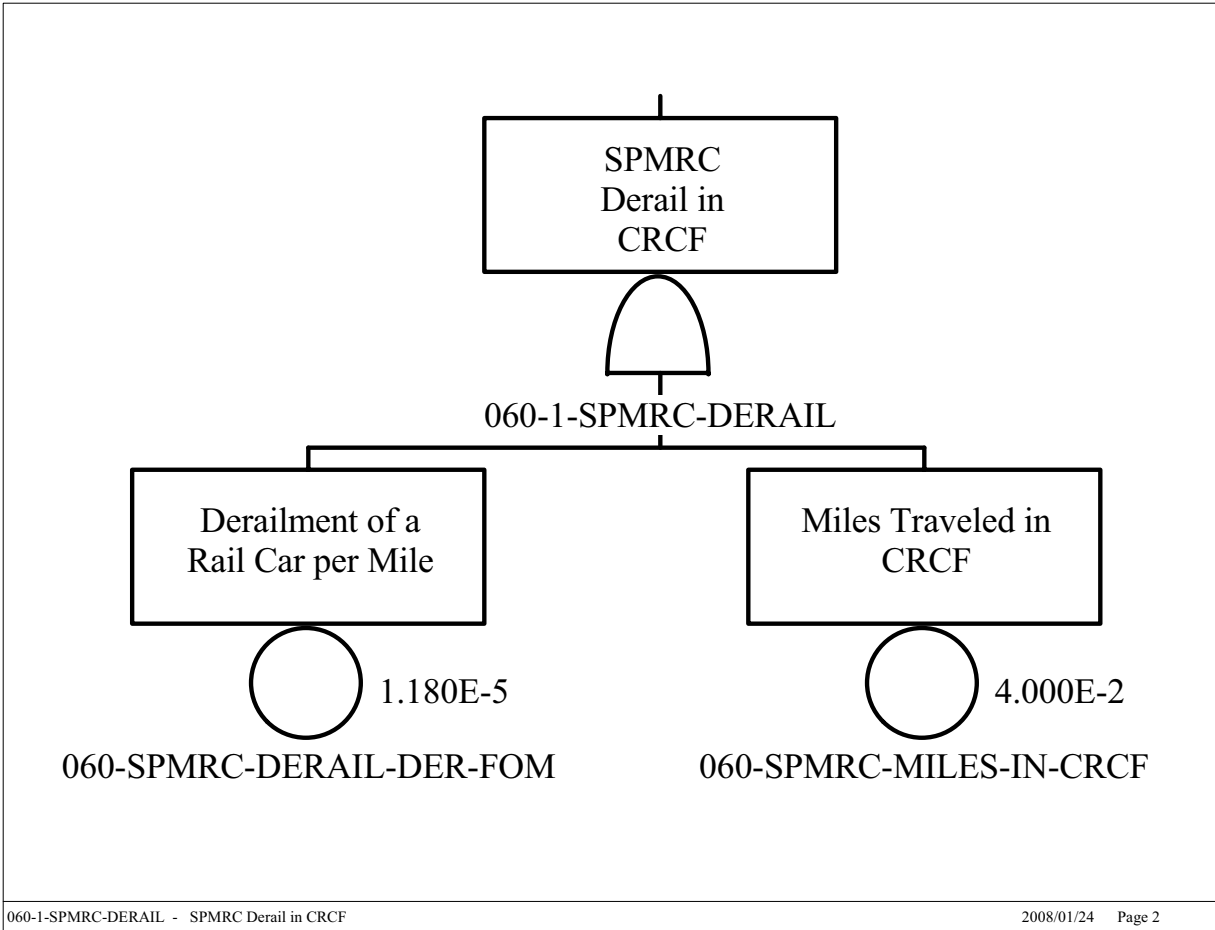 SPMRC
Derail in
CRCF
060-1-SPMRC-DERAIL
Derailment of a
Rail Car per Mile
Miles Traveled in
CRCF
1.180E-5
4.000E-2
060-SPMRC-DERAIL-DER-FOM
060-SPMRC-MILES-IN-CRCF
060-1-SPMRC-DERAIL - SPMRC Derail in CRCF
2008/01/24 Page 2